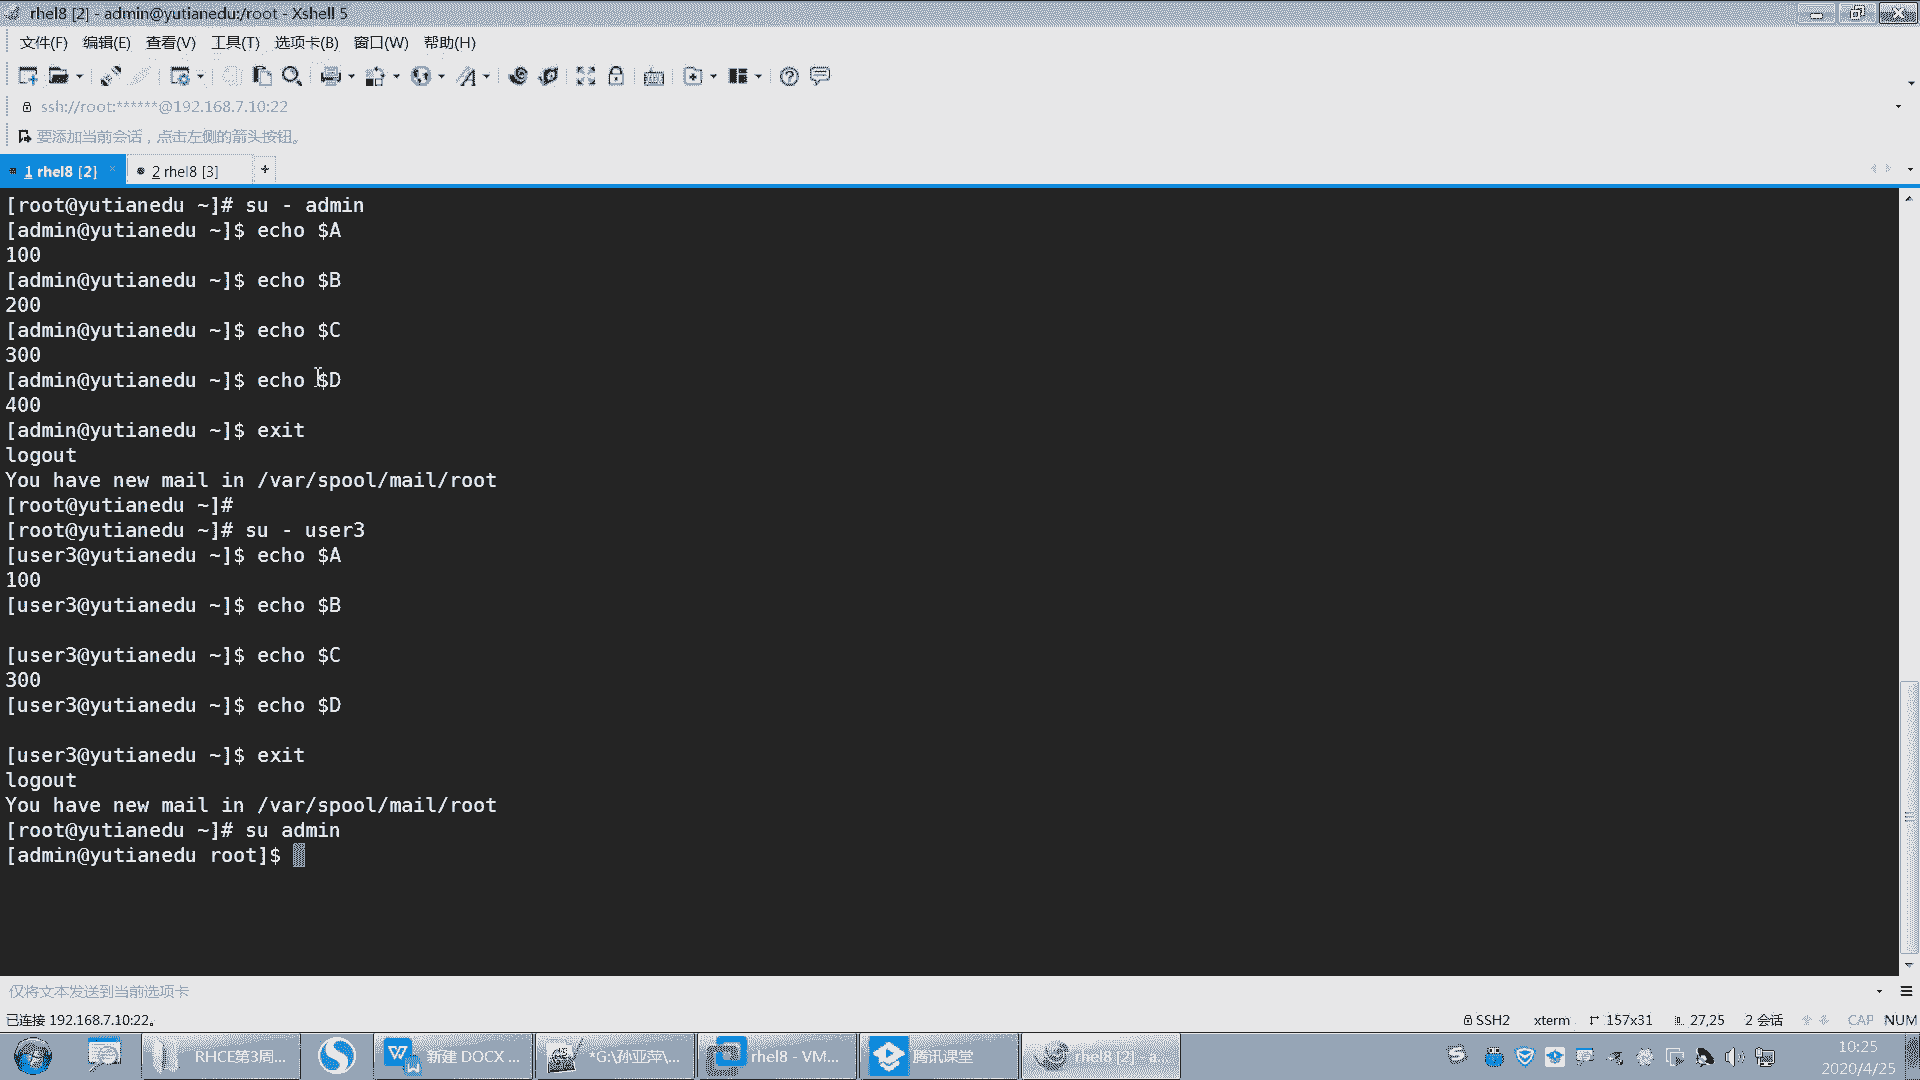 rhel8 [2] - admin@yutianedu:/root - Xshell 5
文件(F) 编辑(E) 查看(V) 工具(T) 选项卡(B) 窗口(W) 帮助(H)
ssh://root:******@192.168.7.10:22
要添加当前会话，点击左侧的箭头按钮。
1 rhel8 [2] × 2 rhel8 [3] +
[root@yutianedu ~]# su - admin
[admin@yutianedu ~]$ echo $A
100
[admin@yutianedu ~]$ echo $B
200
[admin@yutianedu ~]$ echo $C
300
[admin@yutianedu ~]$ echo $D
400
[admin@yutianedu ~]$ exit
logout
You have new mail in /var/spool/mail/root
[root@yutianedu ~]#
[root@yutianedu ~]# su - user3
[user3@yutianedu ~]$ echo $A
100
[user3@yutianedu ~]$ echo $B
[user3@yutianedu ~]$ echo $C
300
[user3@yutianedu ~]$ echo $D
[user3@yutianedu ~]$ exit
logout
You have new mail in /var/spool/mail/root
[root@yutianedu ~]# su admin
[admin@yutianedu root]$
仅将文本发送到当前选项卡
已连接 192.168.7.10:22。 SSH2 xterm 157x31 27,25 2 会话 CAP NUM
RHCE第3周... 新建 DOCX ... *G:\孙亚萍\... rhel8 - VM... 腾讯课堂 rhel8 [2] - a...
10:25
2020/4/25